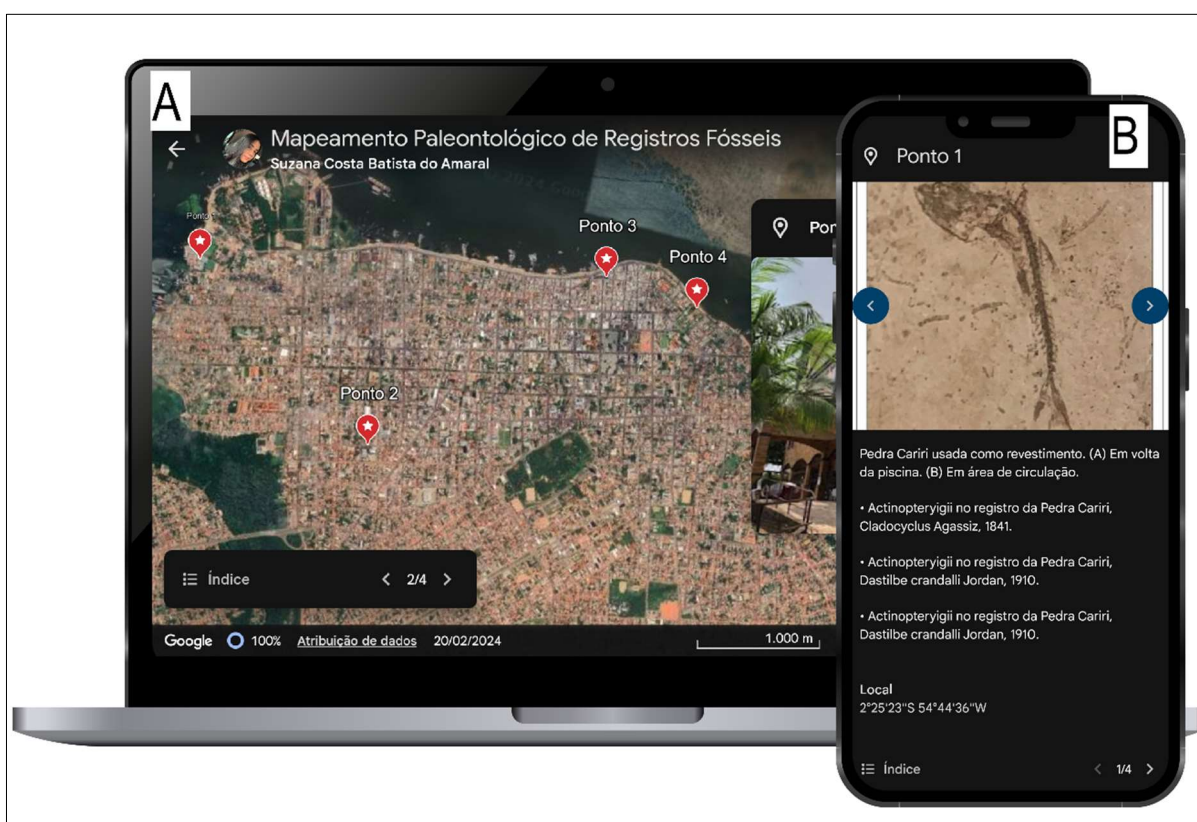 A
Mapeamento Paleontológico de Registros Fósseis
Suzana Costa Batista do Amaral
Ponto
Ponto 3
Ponto 4
Ponto 2
Pon
Índice
2/4
Google
100%
Atribuição de dados
20/02/2024
1.000 m
B
Ponto 1
Pedra Cariri usada como revestimento. (A) Em volta
da piscina. (B) Em área de circulação.
• Actinopteryigii no registro da Pedra Cariri,
Cladocyclus Agassiz, 1841.
• Actinopteryigii no registro da Pedra Cariri,
Dastilbe crandalli Jordan, 1910.
• Actinopteryigii no registro da Pedra Cariri,
Dastilbe crandalli Jordan, 1910.
Local
2°25'23"S 54°44'36"W
Índice
1/4